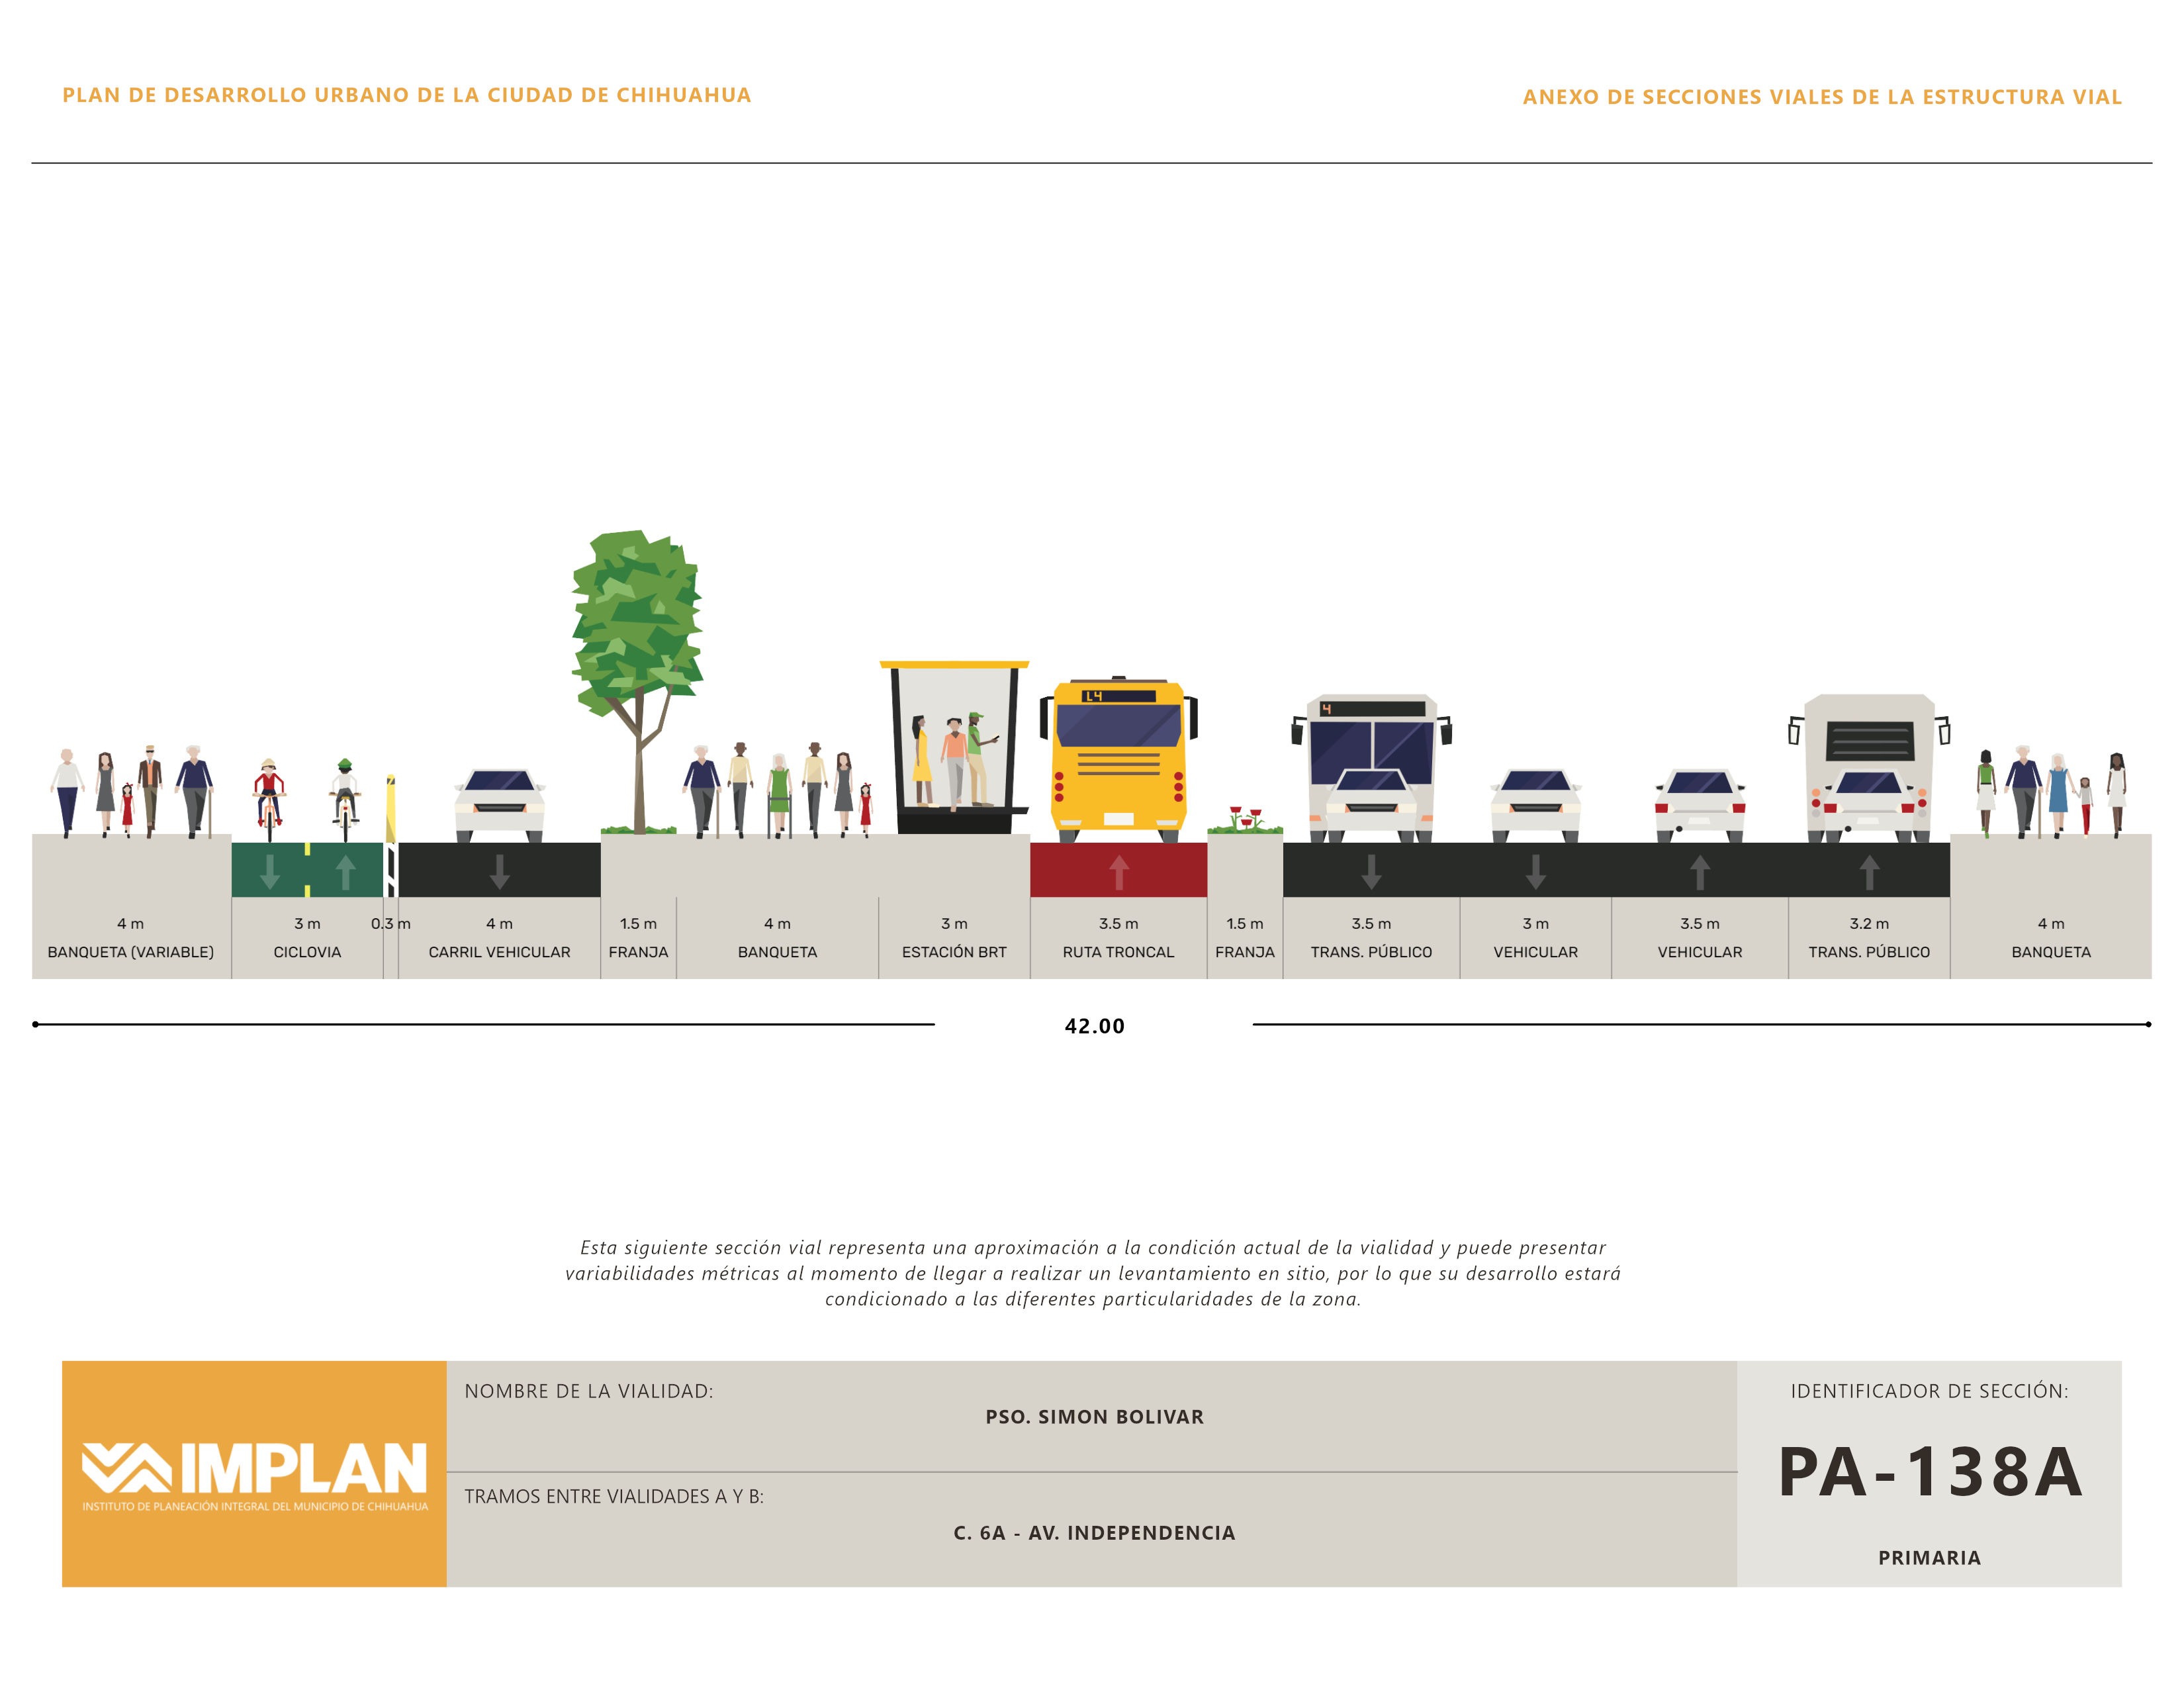 PLAN DE DESARROLLO URBANO DE LA CIUDAD DE CHIHUAHUA
ANEXO DE SECCIONES VIALES DE LA ESTRUCTURA VIAL
L4
4
4 m
3 m
0.3 m
4 m
1.5 m
4 m
3 m
3.5 m
1.5 m
3.5 m
3 m
3.5 m
3.2 m
4 m
BANQUETA (VARIABLE)
CICLOVIA
CARRIL VEHICULAR
FRANJA
BANQUETA
ESTACIÓN BRT
RUTA TRONCAL
FRANJA
TRANS. PÚBLICO
VEHICULAR
VEHICULAR
TRANS. PÚBLICO
BANQUETA
42.00
Esta siguiente sección vial representa una aproximación a la condición actual de la vialidad y puede presentar
variabilidades métricas al momento de llegar a realizar un levantamiento en sitio, por lo que su desarrollo estará
condicionado a las diferentes particularidades de la zona.
IMPLAN
INSTITUTO DE PLANEACIÓN INTEGRAL DEL MUNICIPIO DE CHIHUAHUA
NOMBRE DE LA VIALIDAD:
PSO. SIMON BOLIVAR
TRAMOS ENTRE VIALIDADES A Y B:
C. 6A - AV. INDEPENDENCIA
IDENTIFICADOR DE SECCIÓN:
PA-138A
PRIMARIA